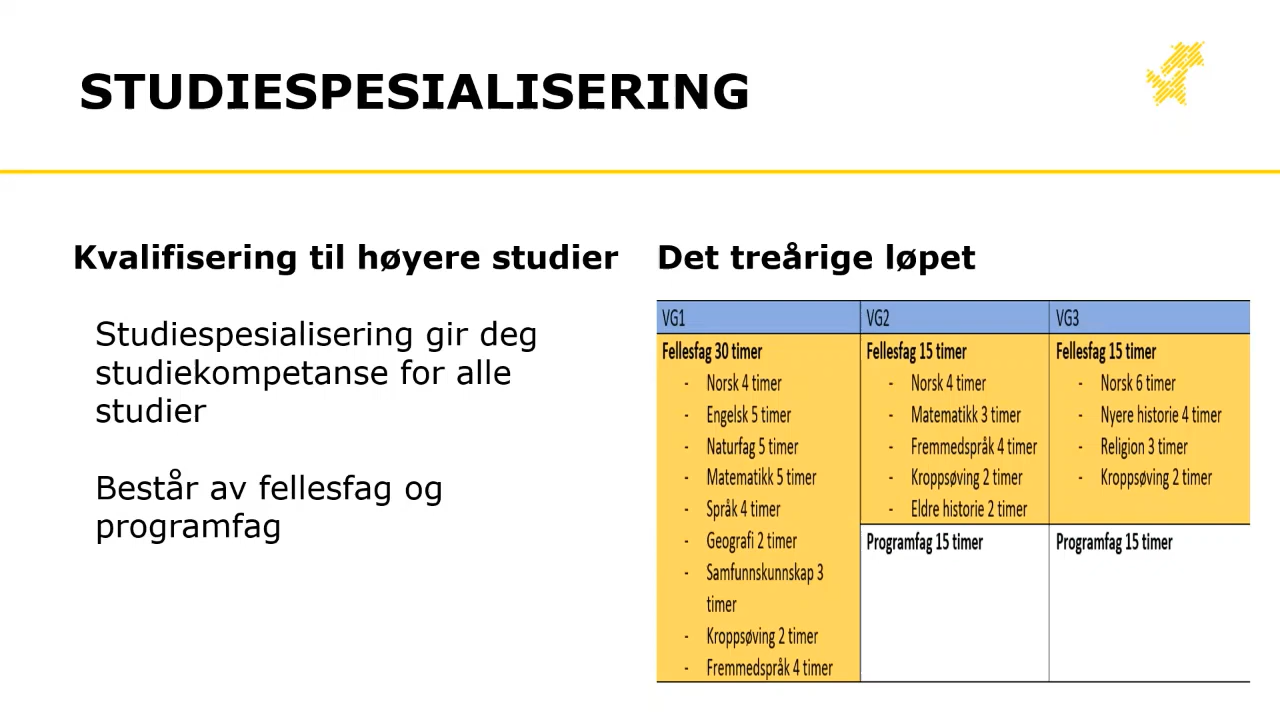 STUDIESPESIALISERING
Kvalifisering til høyere studier
Studiespesialisering gir deg
studiekompetanse for alle
studier
Består av fellesfag og
programfag
Det treårige løpet
VG1
Fellesfag 30 timer
- Norsk 4 timer
- Engelsk 5 timer
- Naturfag 5 timer
- Matematikk 5 timer
- Språk 4 timer
- Geografi 2 timer
- Samfunnskunnskap 3
timer
- Kroppsøving 2 timer
- Fremmedspråk 4 timer
VG2
Fellesfag 15 timer
- Norsk 4 timer
- Matematikk 3 timer
- Fremmedspråk 4 timer
- Kroppsøving 2 timer
- Eldre historie 2 timer
Programfag 15 timer
VG3
Fellesfag 15 timer
- Norsk 6 timer
- Nyere historie 4 timer
- Religion 3 timer
- Kroppsøving 2 timer
Programfag 15 timer